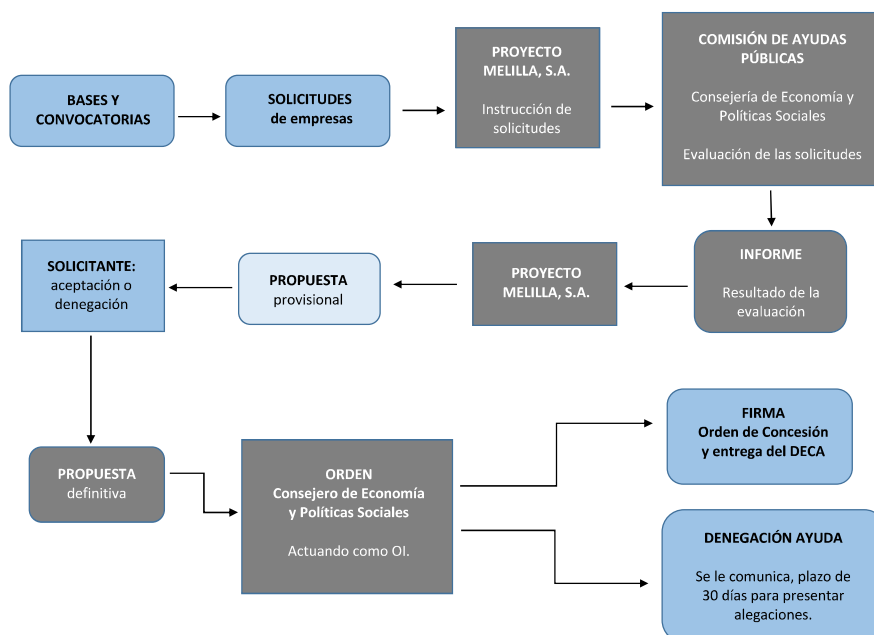 BASES Y
CONVOCATORIAS
SOLICITUDES
de empresas
PROYECTO
MELILLA, S.A.
Instrucción de
solicitudes
COMISIÓN DE AYUDAS
PÚBLICAS
Consejería de Economía y
Políticas Sociales
Evaluación de las solicitudes
INFORME
Resultado de la
evaluación
PROYECTO
MELILLA, S.A.
PROPUESTA
provisional
SOLICITANTE:
aceptación o
denegación
PROPUESTA
definitiva
ORDEN
Consejero de Economía
y Políticas Sociales
Actuando como OI.
FIRMA
Orden de Concesión
y entrega del DECA
DENEGACIÓN AYUDA
Se le comunica, plazo de
30 días para presentar
alegaciones.